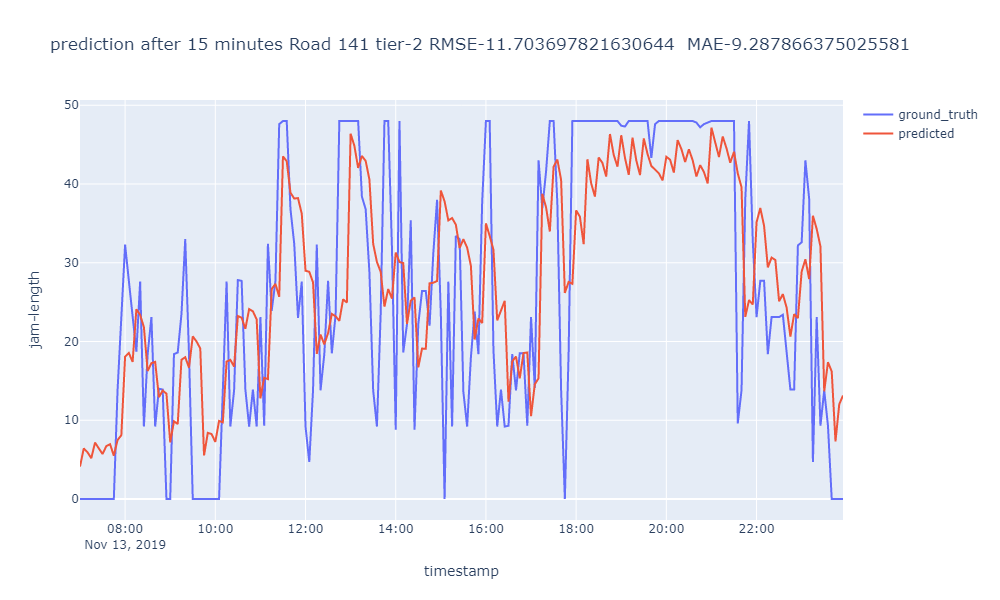 prediction after 15 minutes Road 141 tier-2 RMSE-11.703697821630644  MAE-9.287866375025581
ground_truth
predicted
jam-length
50
40
30
20
10
0
08:00 10:00 12:00 14:00 16:00 18:00 20:00 22:00
Nov 13, 2019
timestamp